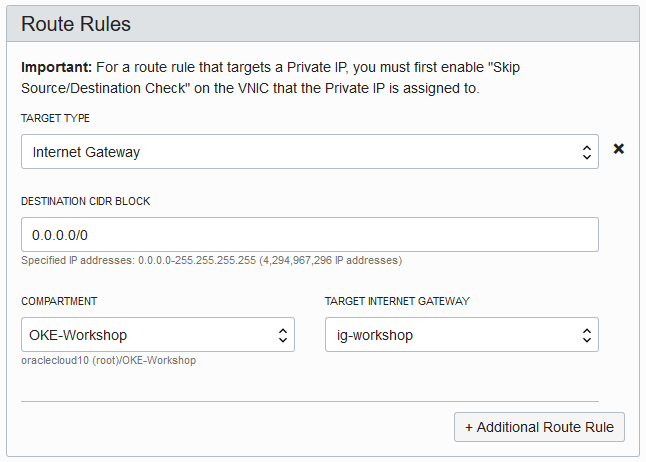 Route Rules
Important: For a route rule that targets a Private IP, you must first enable "Skip
Source/Destination Check" on the VNIC that the Private IP is assigned to.
TARGET TYPE
Internet Gateway
DESTINATION CIDR BLOCK
0.0.0.0/0
Specified IP addresses: 0.0.0.0-255.255.255.255 (4,294,967,296 IP addresses)
COMPARTMENT
OKE-Workshop
oraclecloud10 (root)/OKE-Workshop
TARGET INTERNET GATEWAY
ig-workshop
+ Additional Route Rule